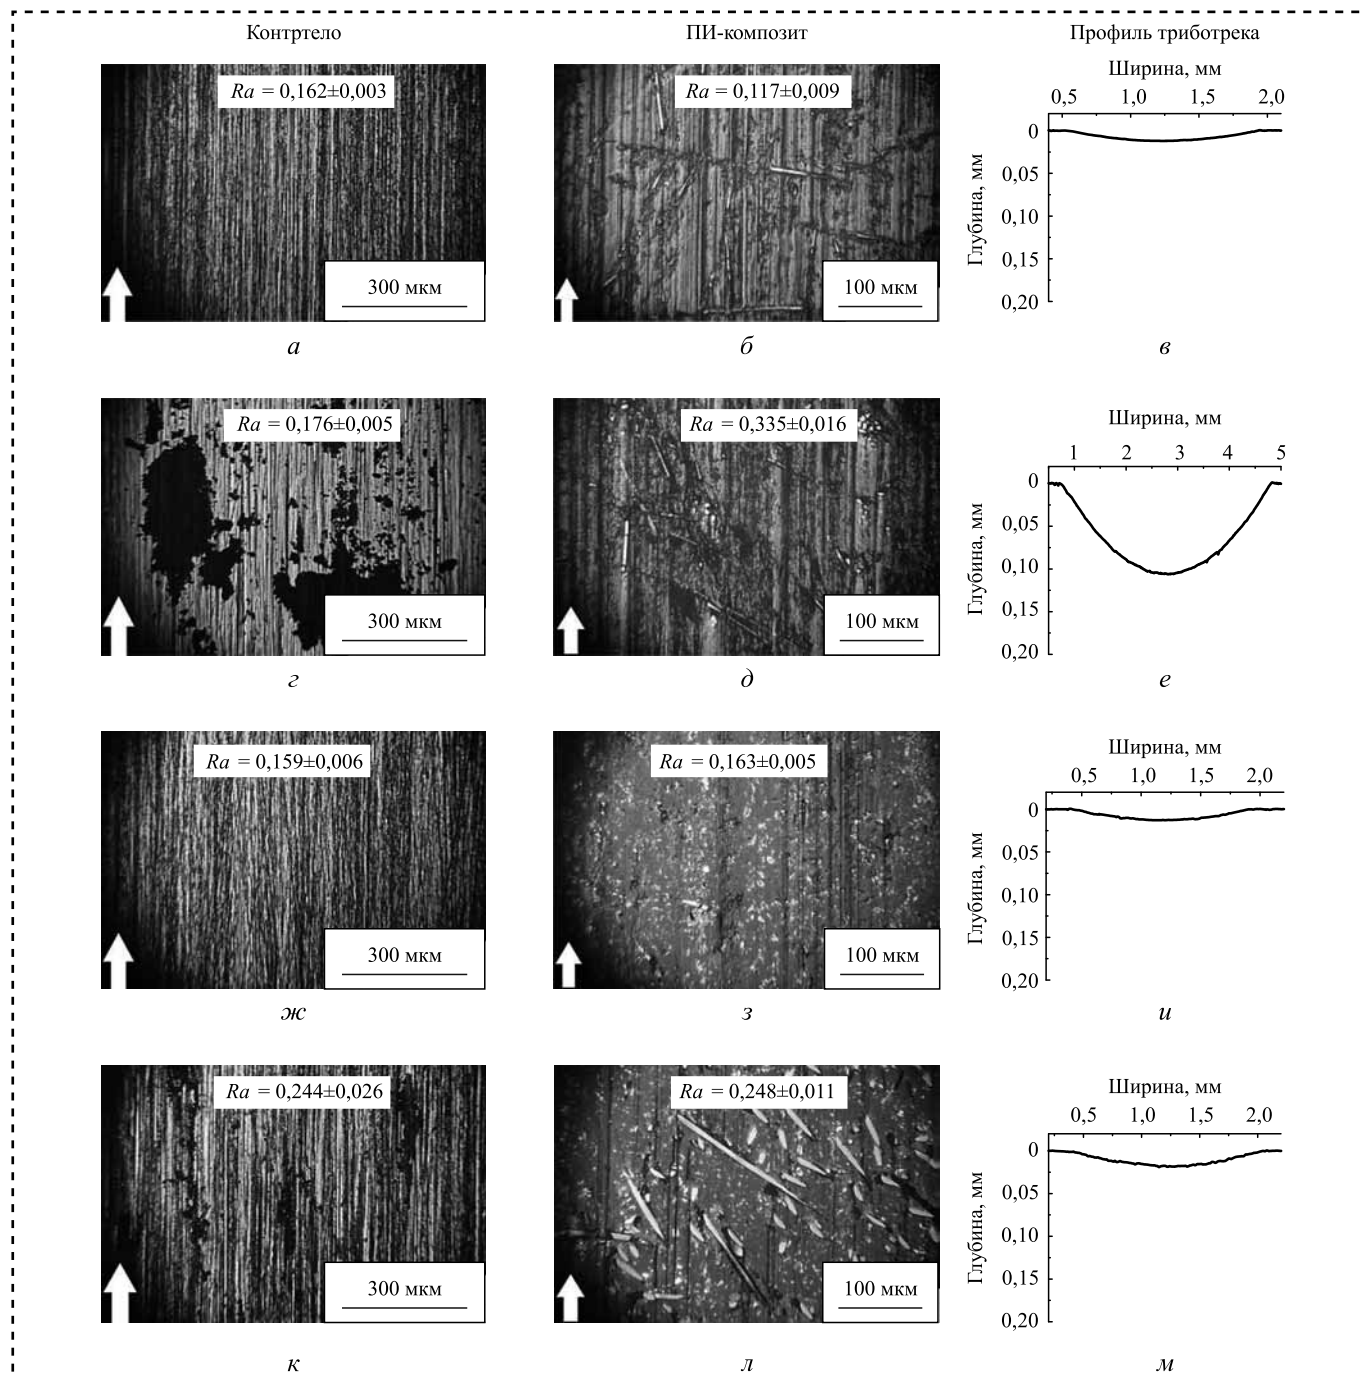 Контртело ПИ-композит Профиль триботрека
Ra = 0,162±0,003
300 мкм
а
Ra = 0,117±0,009
100 мкм
б
Ширина, мм
0,5 1,0 1,5 2,0
Глубина, мм
0
0,05
0,10
0,15
0,20
в
Ra = 0,176±0,005
300 мкм
г
Ra = 0,335±0,016
100 мкм
д
Ширина, мм
1 2 3 4 5
Глубина, мм
0
0,05
0,10
0,15
0,20
е
Ra = 0,159±0,006
300 мкм
ж
Ra = 0,163±0,005
100 мкм
з
Ширина, мм
0,5 1,0 1,5 2,0
Глубина, мм
0
0,05
0,10
0,15
0,20
и
Ra = 0,244±0,026
300 мкм
к
Ra = 0,248±0,011
100 мкм
л
Ширина, мм
0,5 1,0 1,5 2,0
Глубина, мм
0
0,05
0,10
0,15
0,20
м